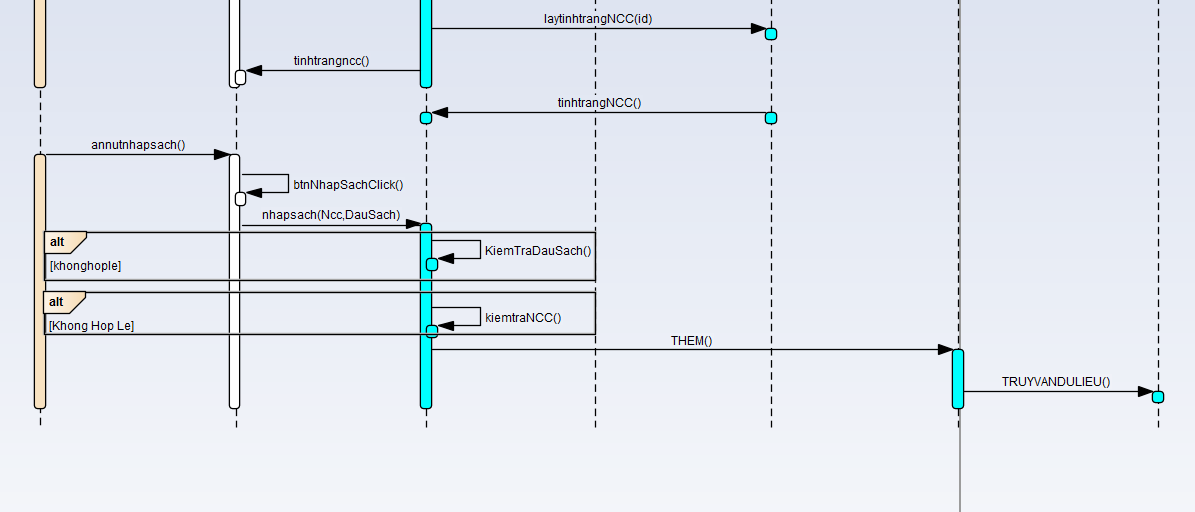 laytinhtrangNCC(id)
tinhtrangncc()
tinhtrangNCC()
annutnhapsach()
btnNhapSachClick()
nhapsach(Ncc,DauSach)
alt
KiemTraDauSach()
[khonghople]
alt
kiemtraNCC()
[Khong Hop Le]
THEM()
TRUYVANDULIEU()